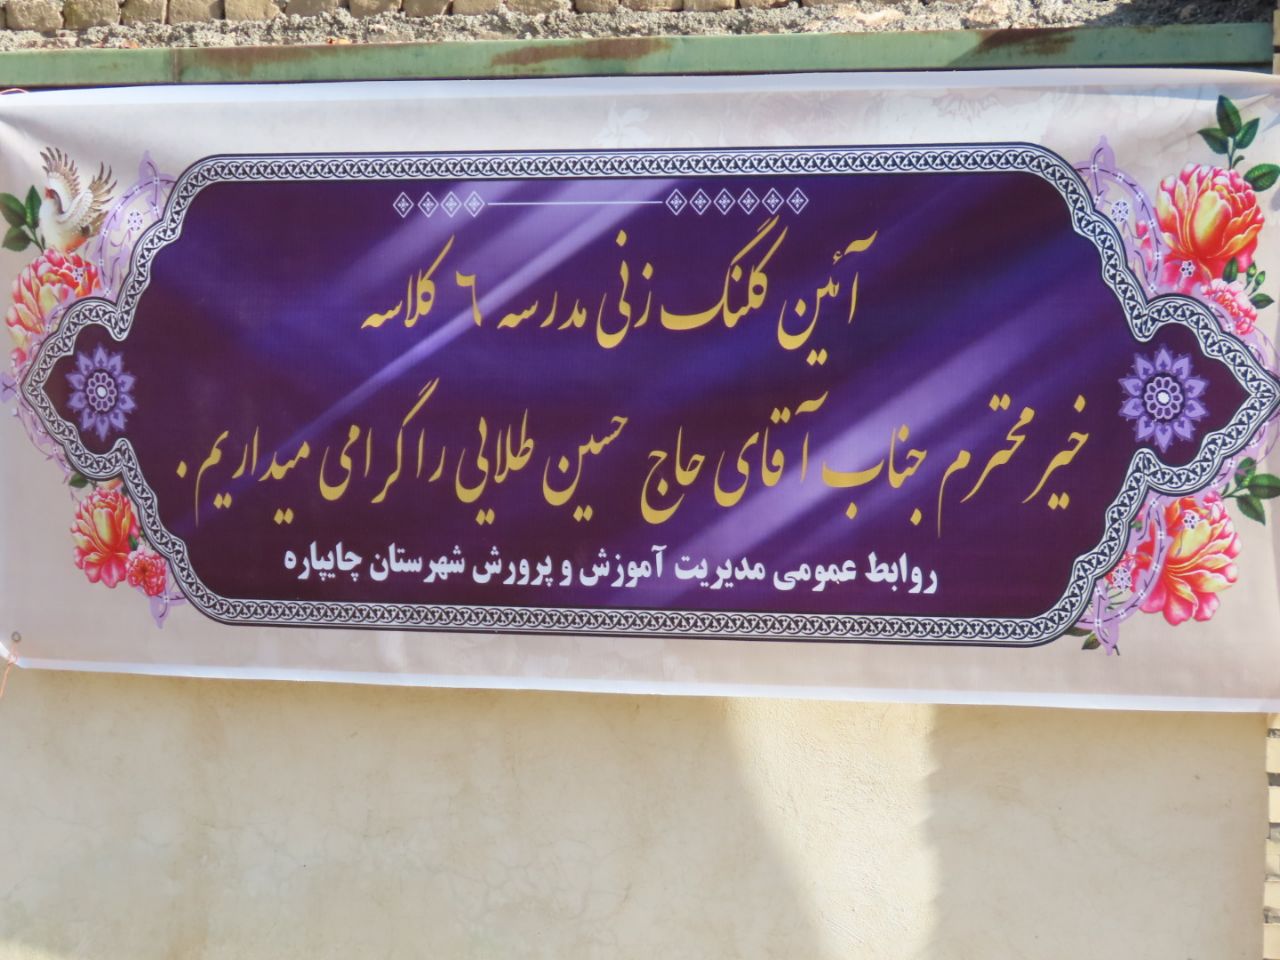 آئین کلنگ زنی مدرسه ٦ کلاسه
خیر محترم جناب آقای حاج حسین طلایی را گرامی میداریم .
روابط عمومی مدیریت آموزش و پرورش شهرستان چایپاره